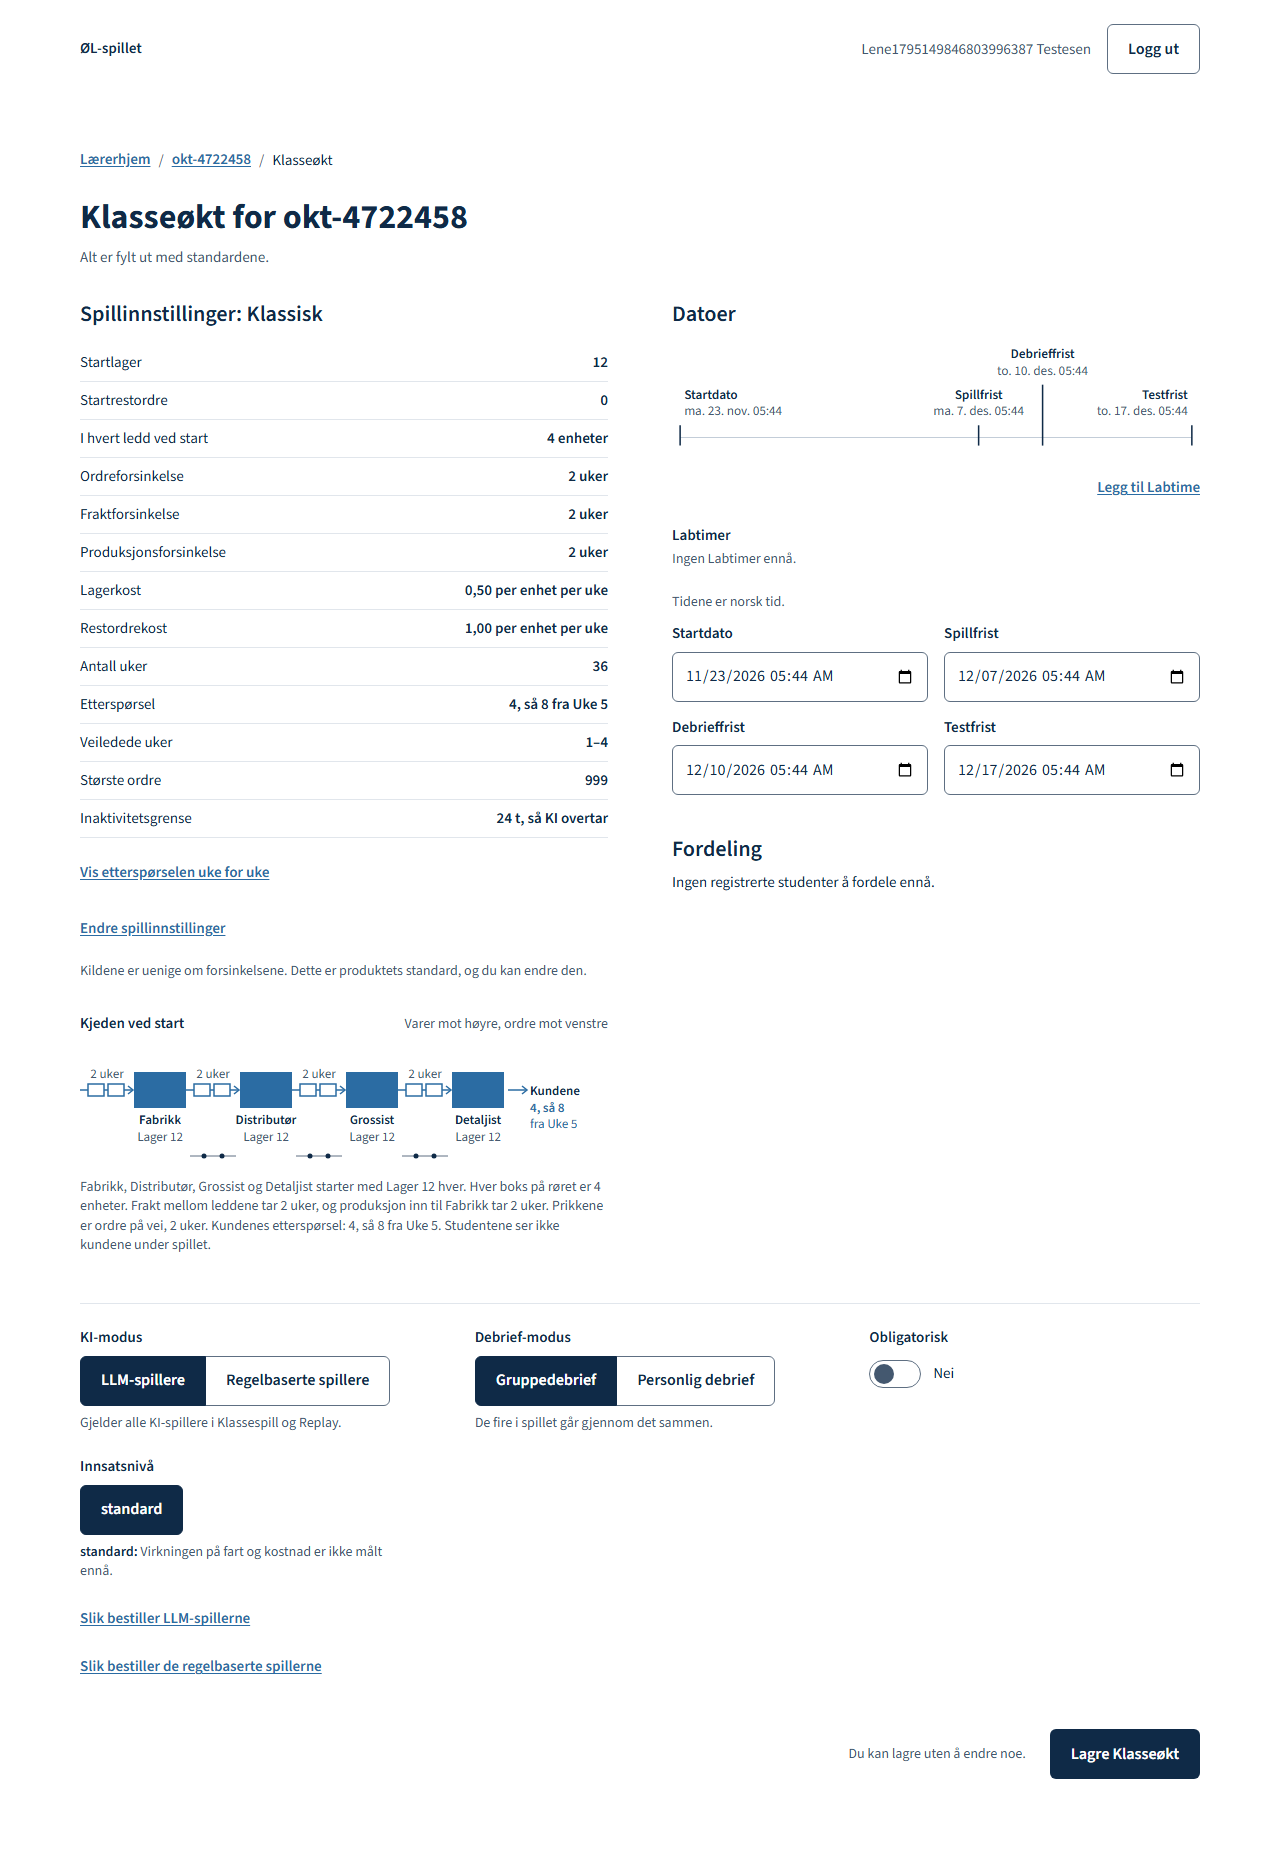 ØL-spillet
Lene1795149846803996387 Testesen
Logg ut
Lærerhjem / okt-4722458 / Klasseøkt
Klasseøkt for okt-4722458
Alt er fylt ut med standardene.
Spillinnstillinger: Klassisk
Startlager 12
Startrestordre 0
I hvert ledd ved start 4 enheter
Ordreforsinkelse 2 uker
Fraktforsinkelse 2 uker
Produksjonsforsinkelse 2 uker
Lagerkost 0,50 per enhet per uke
Restordrekost 1,00 per enhet per uke
Antall uker 36
Etterspørsel 4, så 8 fra Uke 5
Veiledede uker 1–4
Største ordre 999
Inaktivitetsgrense 24 t, så KI overtar
Vis etterspørselen uke for uke
Endre spillinnstillinger
Kildene er uenige om forsinkelsene. Dette er produktets standard, og du kan endre den.
Kjeden ved start
Varer mot høyre, ordre mot venstre
2 uker 2 uker 2 uker 2 uker
Fabrikk Distributør Grossist Detaljist
Lager 12 Lager 12 Lager 12 Lager 12
Kundene
4, så 8
fra Uke 5
Fabrikk, Distributør, Grossist og Detaljist starter med Lager 12 hver. Hver boks på røret er 4
enheter. Frakt mellom leddene tar 2 uker, og produksjon inn til Fabrikk tar 2 uker. Prikkene
er ordre på vei, 2 uker. Kundenes etterspørsel: 4, så 8 fra Uke 5. Studentene ser ikke
kundene under spillet.
Datoer
Debrieffrist
to. 10. des. 05:44
Startdato Spillfrist Testfrist
ma. 23. nov. 05:44 ma. 7. des. 05:44 to. 17. des. 05:44
Legg til Labtime
Labtimer
Ingen Labtimer ennå.
Tidene er norsk tid.
Startdato Spillfrist
11/23/2026 05:44 AM 12/07/2026 05:44 AM
Debrieffrist Testfrist
12/10/2026 05:44 AM 12/17/2026 05:44 AM
Fordeling
Ingen registrerte studenter å fordele ennå.
KI-modus
LLM-spillere Regelbaserte spillere
Gjelder alle KI-spillere i Klassespill og Replay.
Debrief-modus
Gruppedebrief Personlig debrief
De fire i spillet går gjennom det sammen.
Obligatorisk
Nei
Innsatsnivå
standard
standard: Virkningen på fart og kostnad er ikke målt
ennå.
Slik bestiller LLM-spillerne
Slik bestiller de regelbaserte spillerne
Du kan lagre uten å endre noe.
Lagre Klasseøkt